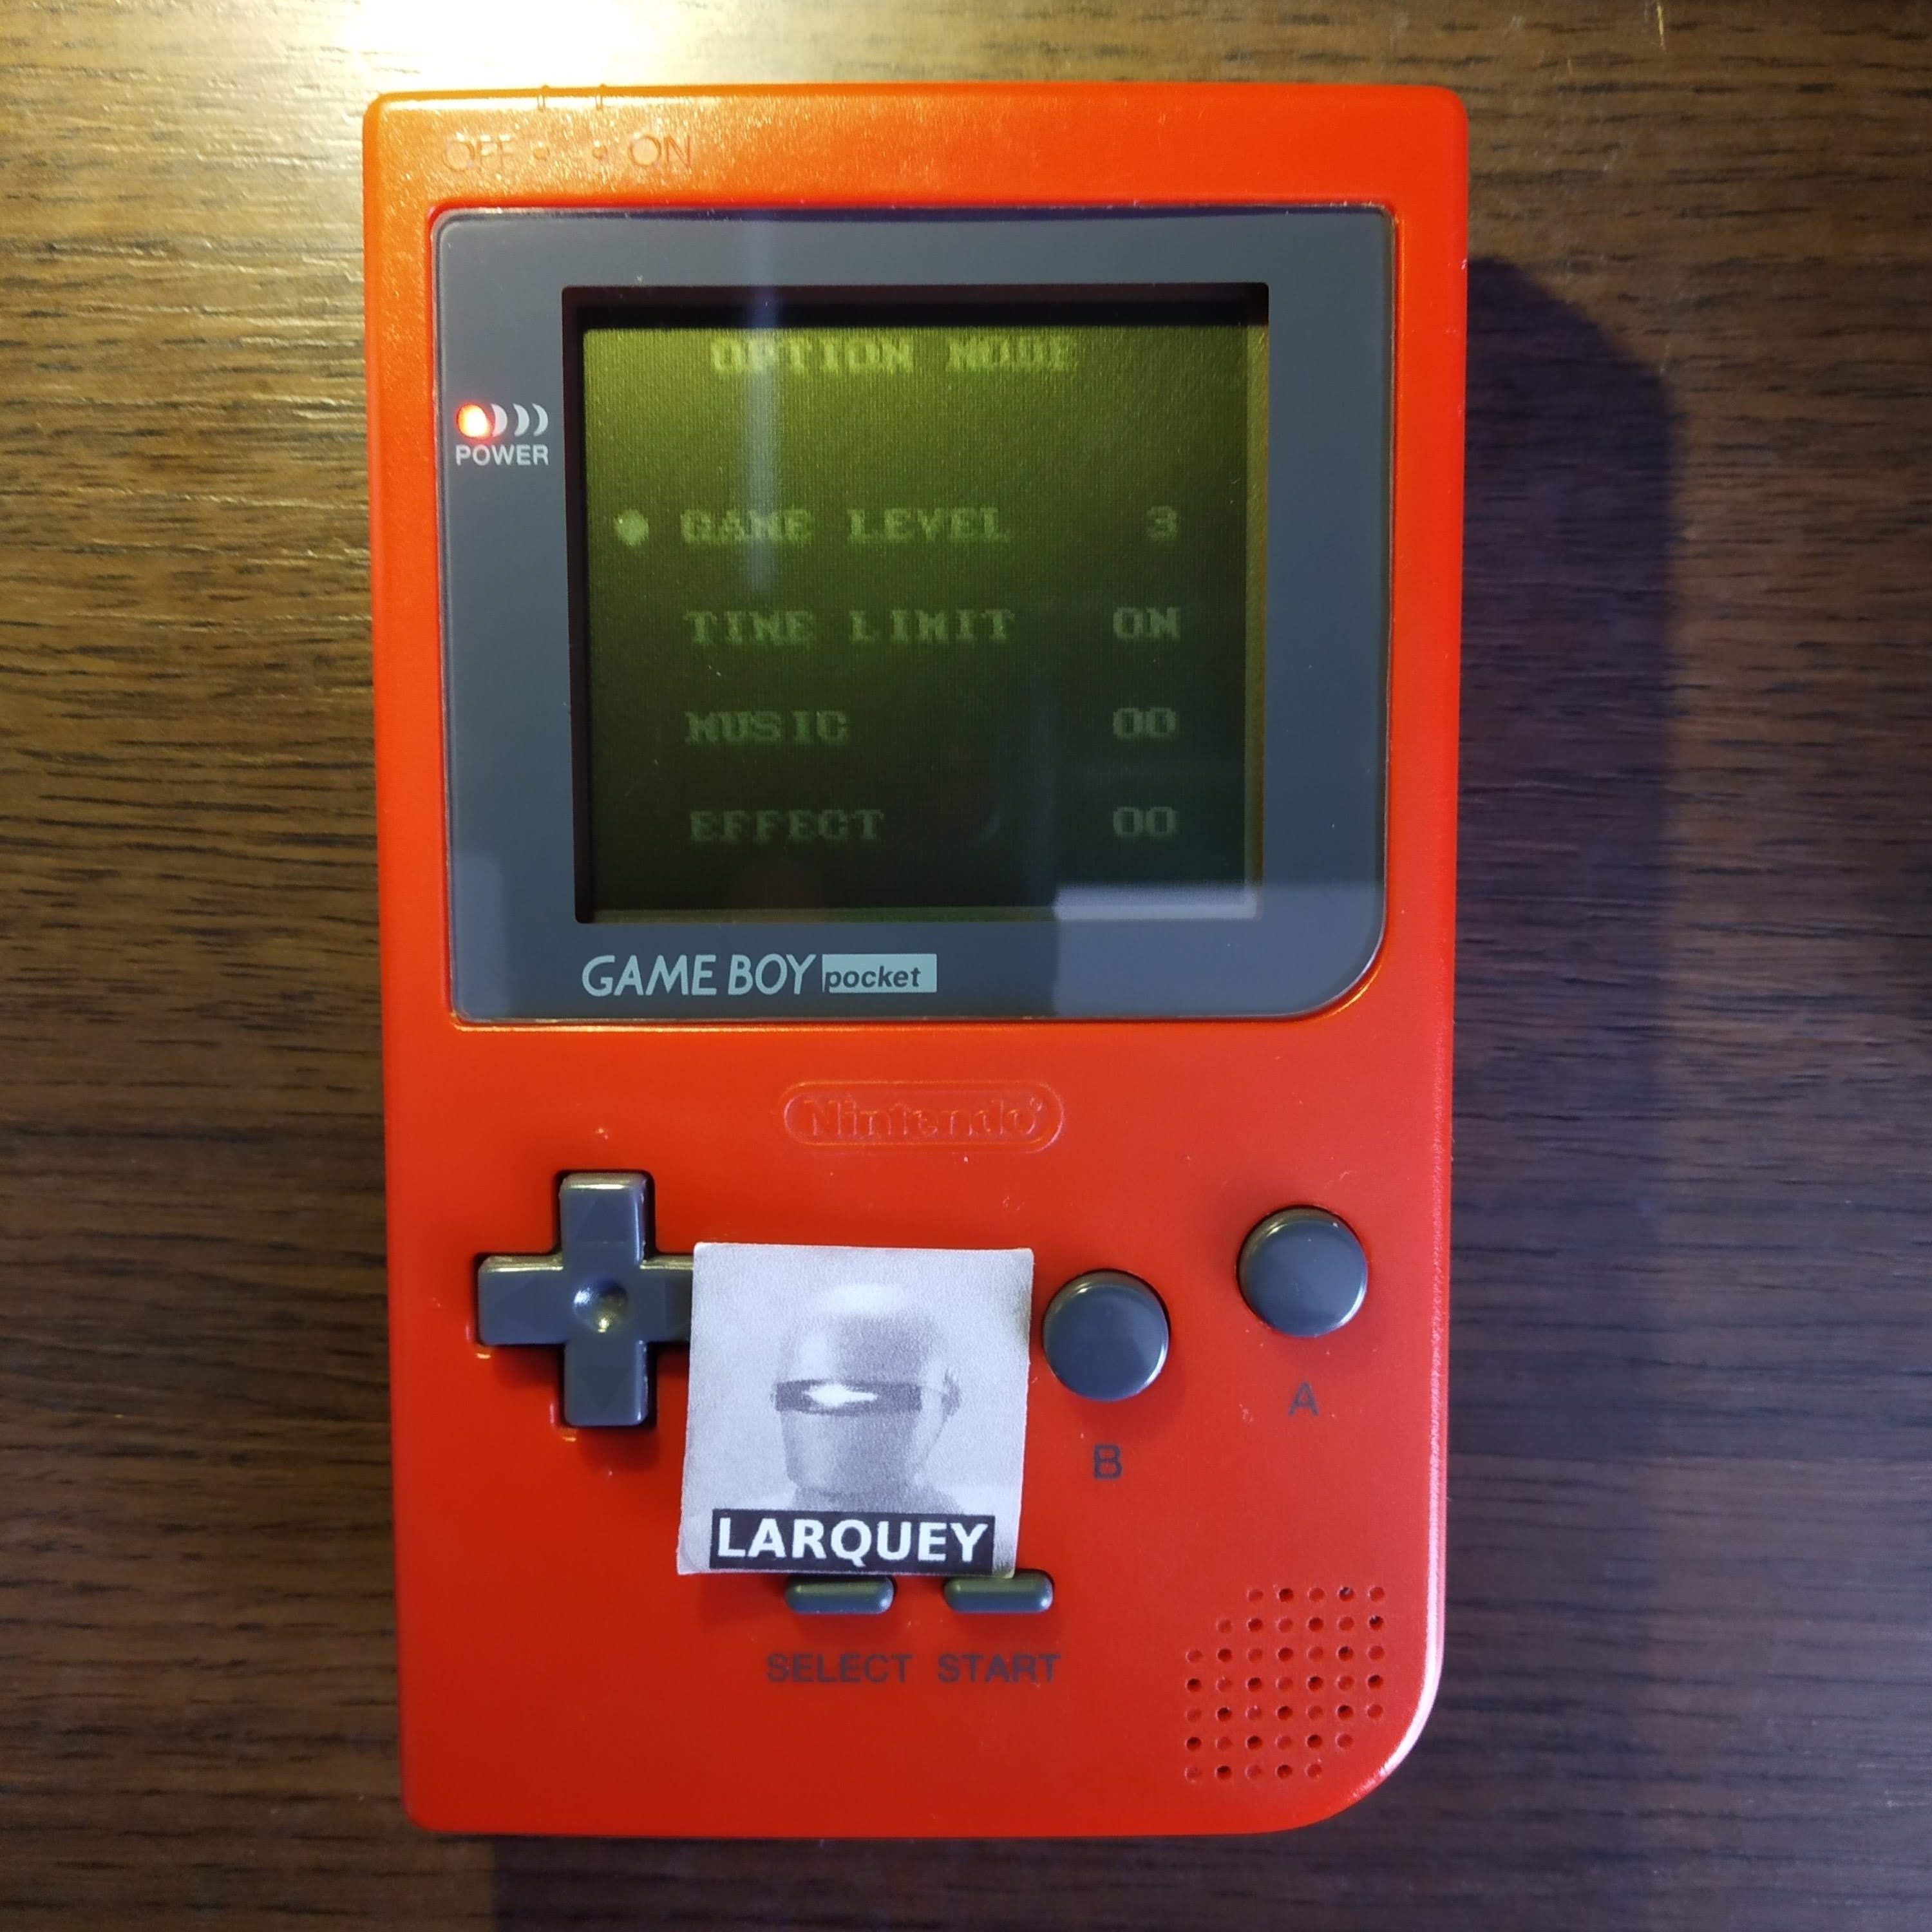 OFF ON
OPTION MODE
POWER
GAME LEVEL 3
TIME LIMIT ON
MUSIC 00
EFFECT 00
GAME BOY pocket
Nintendo®
A
B
LARQUEY
SELECT START